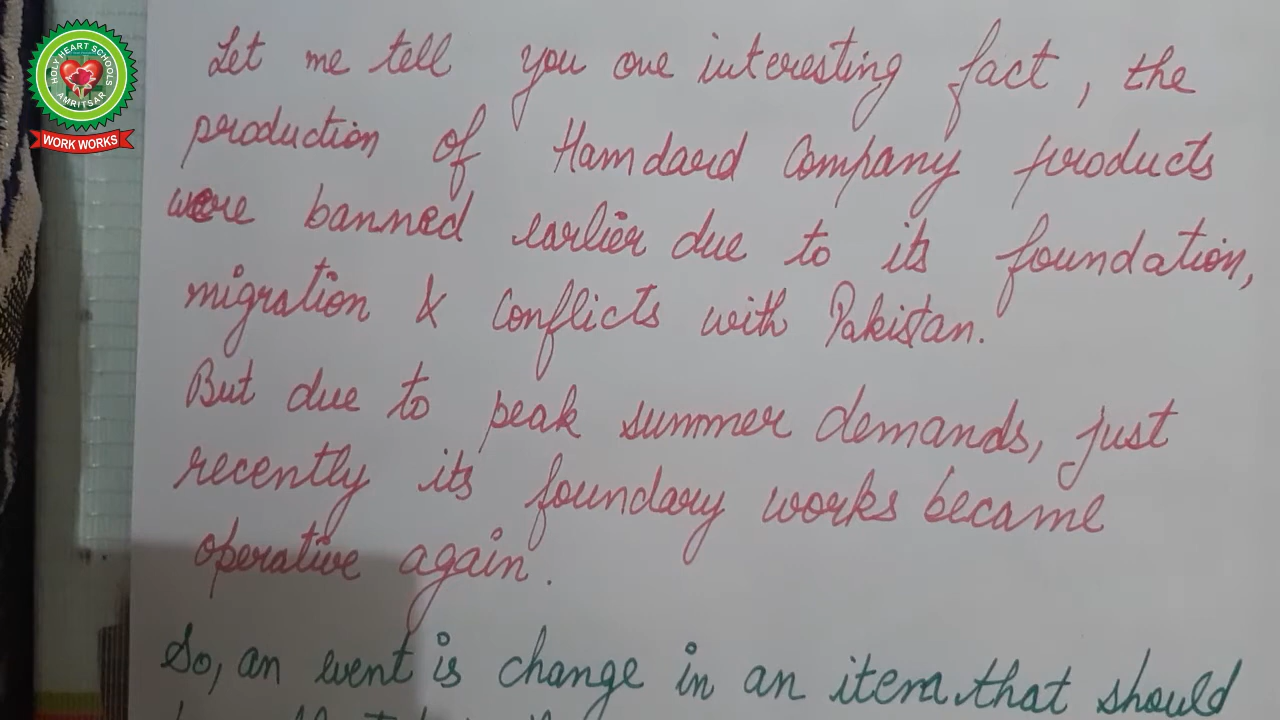 HOLY HEART SCHOOLS
AMRITSAR
WORK WORKS
Let me tell you one interesting fact, the
production of Hamdard Company products
were banned earlier due to its foundation,
migration & Conflicts with Pakistan.
But due to peak summer demands, just
recently its foundary works became
operative again.
So, an event is change in an item that should